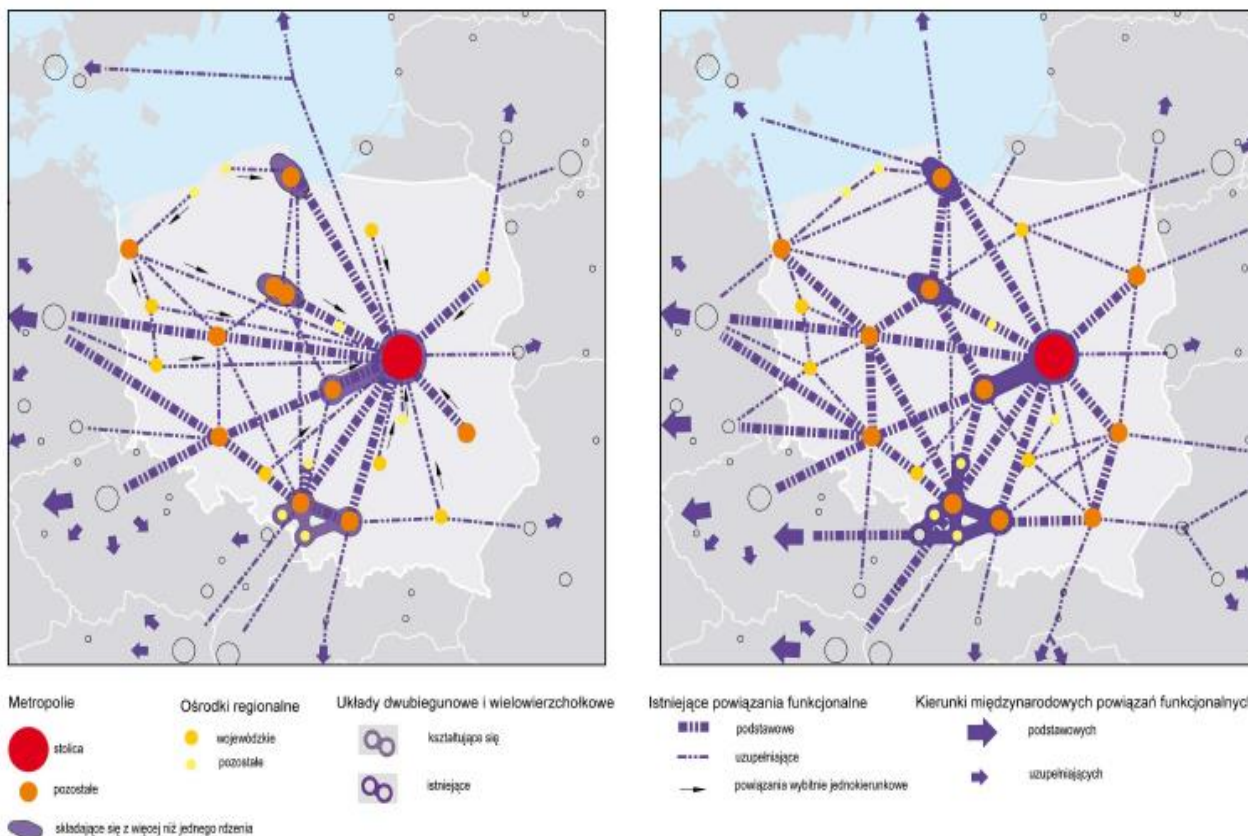 Metropolie
stolica
pozostałe
składające się z więcej niż jednego rdzenia
Ośrodki regionalne
wojewódzkie
pozostałe
Układy dwubiegunowe i wielowierzchołkowe
kształtujące się
istniejące
Istniejące powiązania funkcjonalne
podstawowe
uzupełniające
powiązania wybitnie jednokierunkowe
Kierunki międzynarodowych powiązań funkcjonalnych
podstawowych
uzupełniających